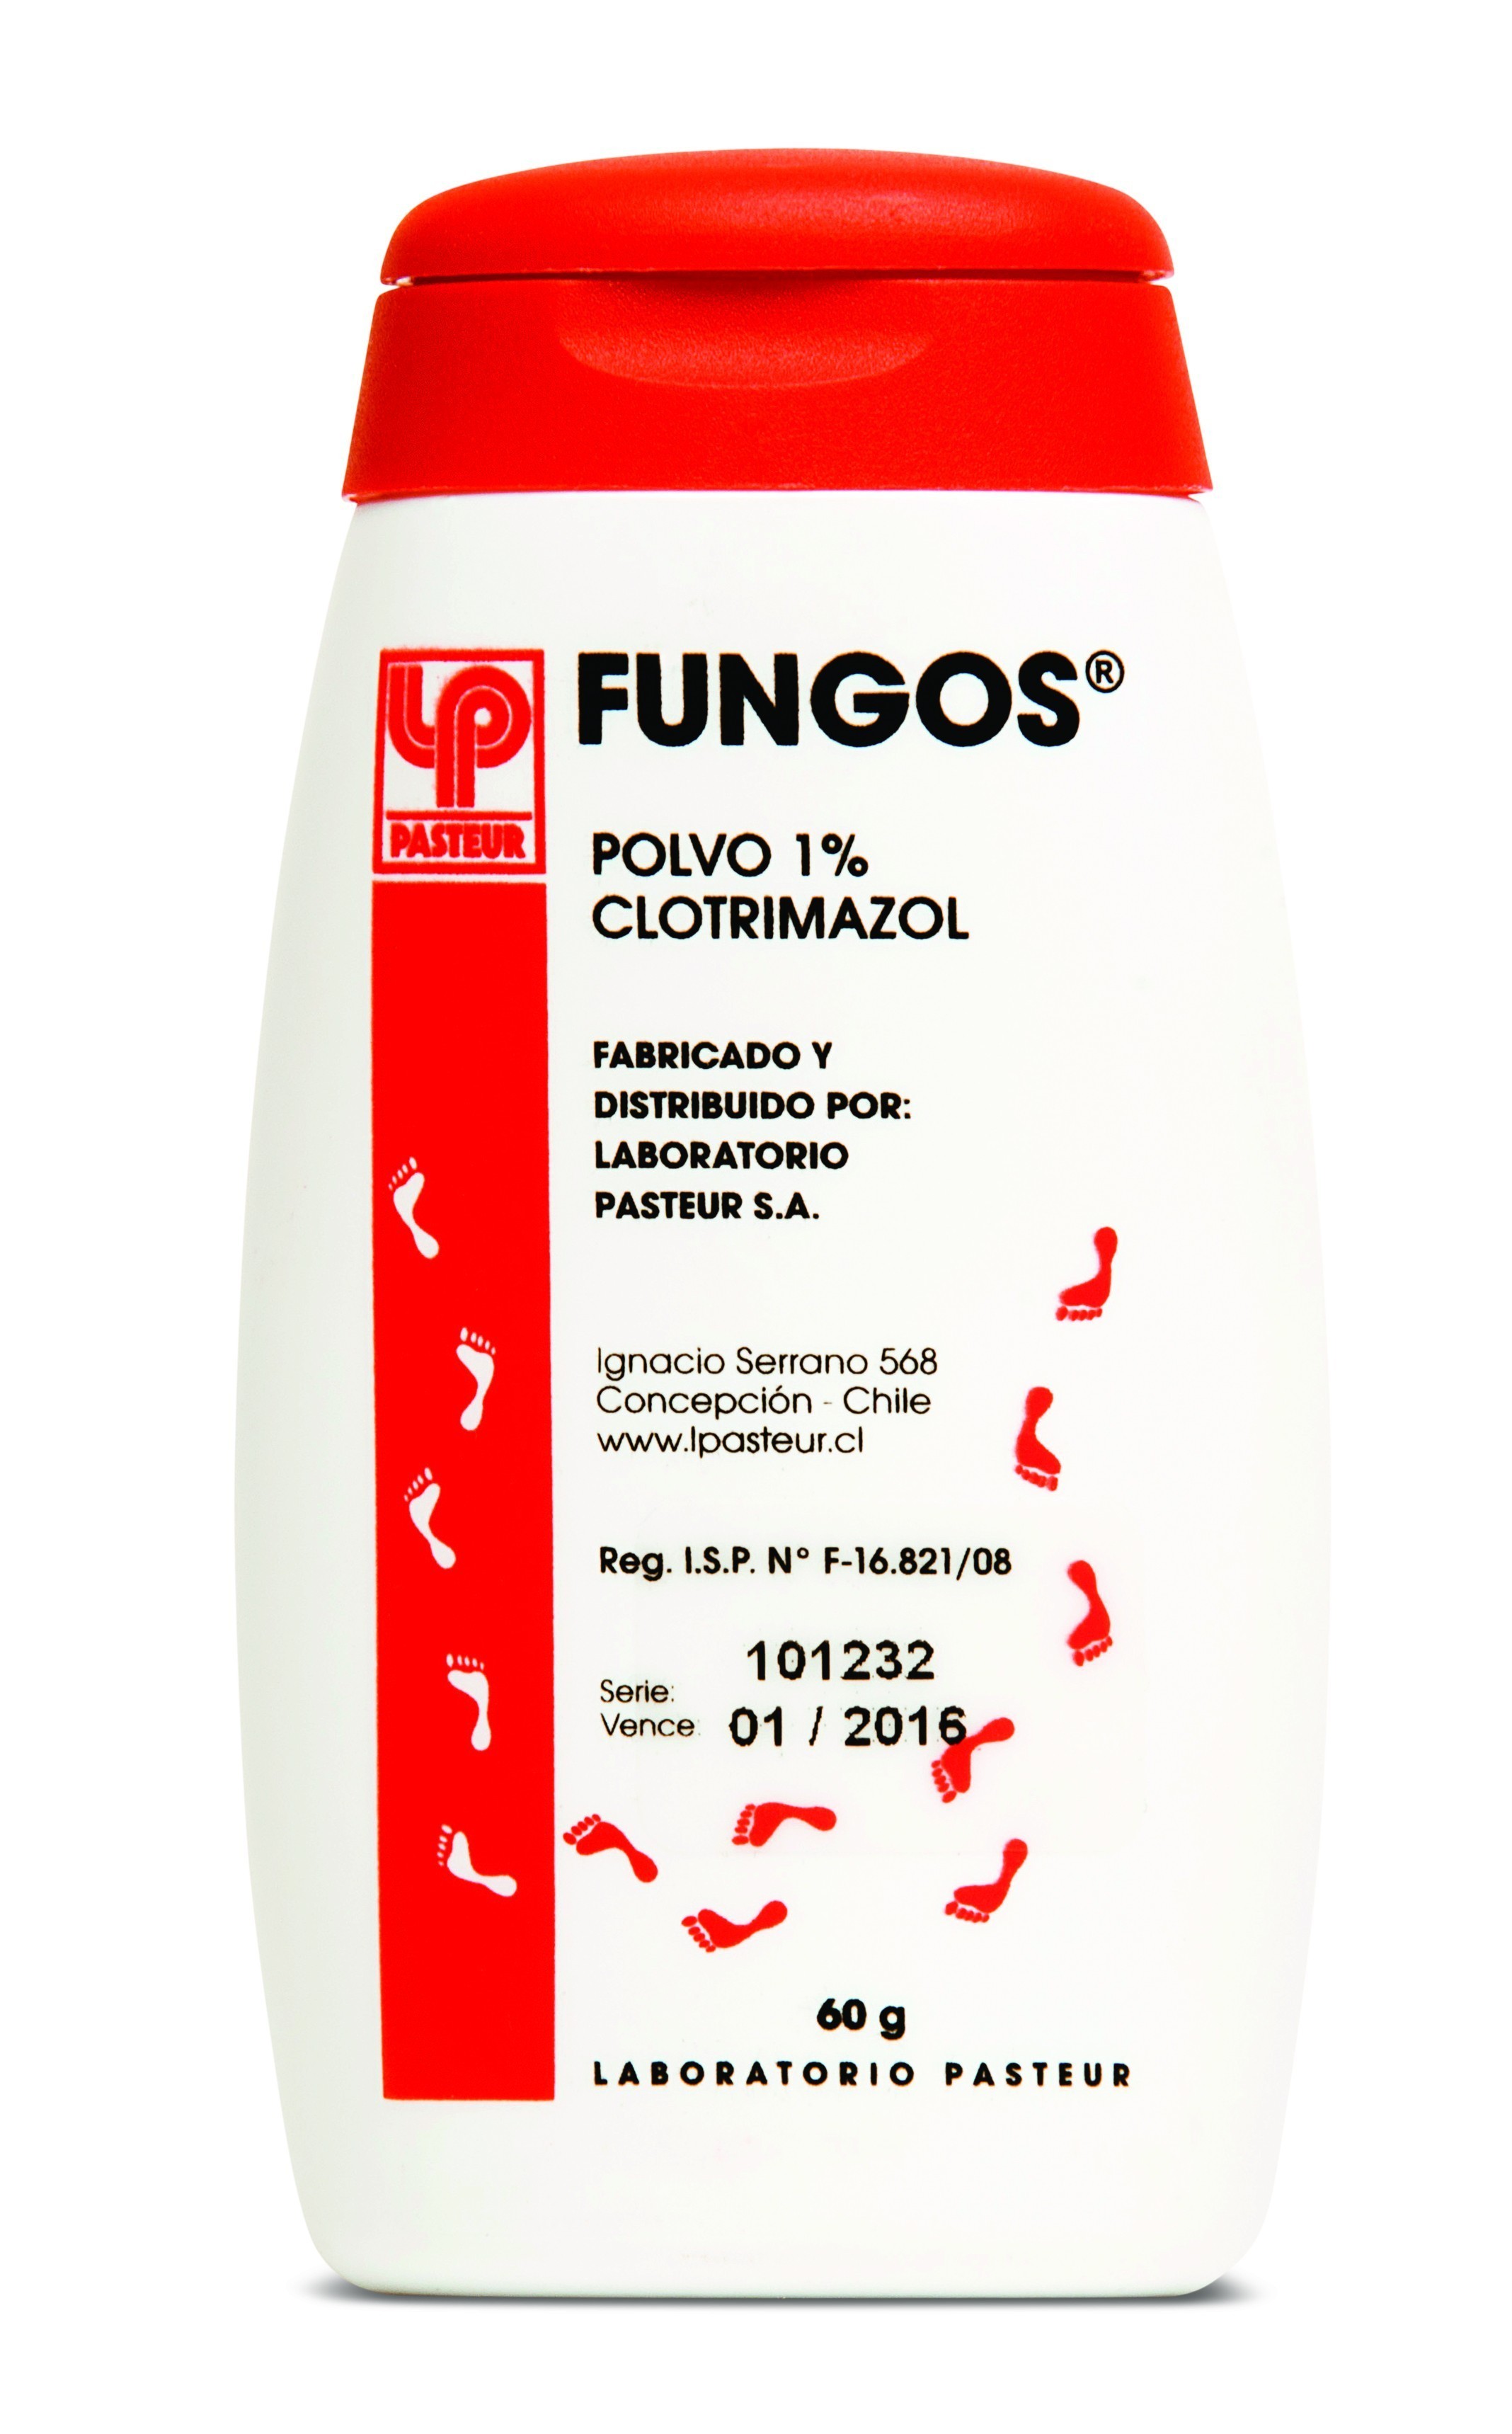 LP
PASTEUR
FUNGOS®
POLVO 1%
CLOTRIMAZOL
FABRICADO Y
DISTRIBUIDO POR:
LABORATORIO
PASTEUR S.A.
Ignacio Serrano 568
Concepción - Chile
www.lpasteur.cl
Reg. I.S.P. N° F-16.821/08
Serie: 101232
Vence: 01 / 2016
60 g
LABORATORIO PASTEUR